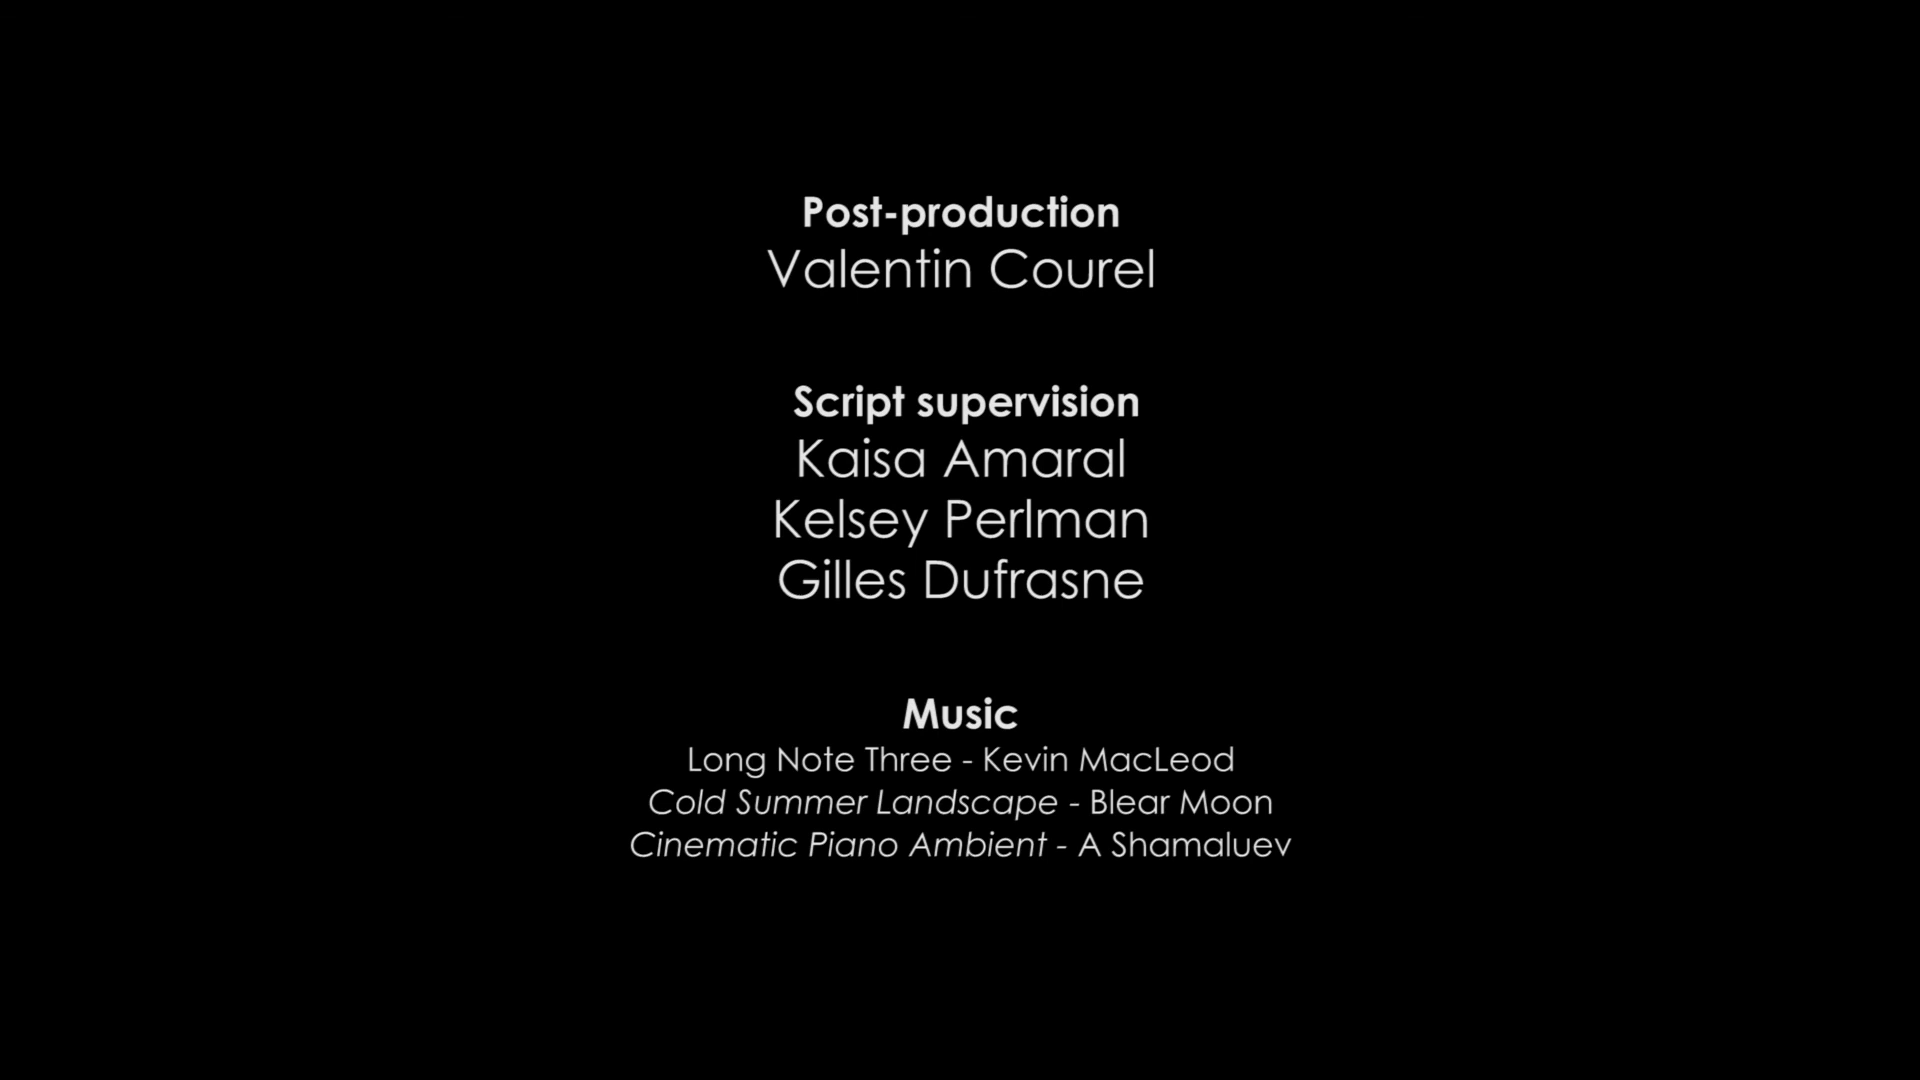 Post-production
Valentin Courel
Script supervision
Kaisa Amaral
Kelsey Perlman
Gilles Dufrasne
Music
Long Note Three - Kevin MacLeod
Cold Summer Landscape - Blear Moon
Cinematic Piano Ambient - A Shamaluev